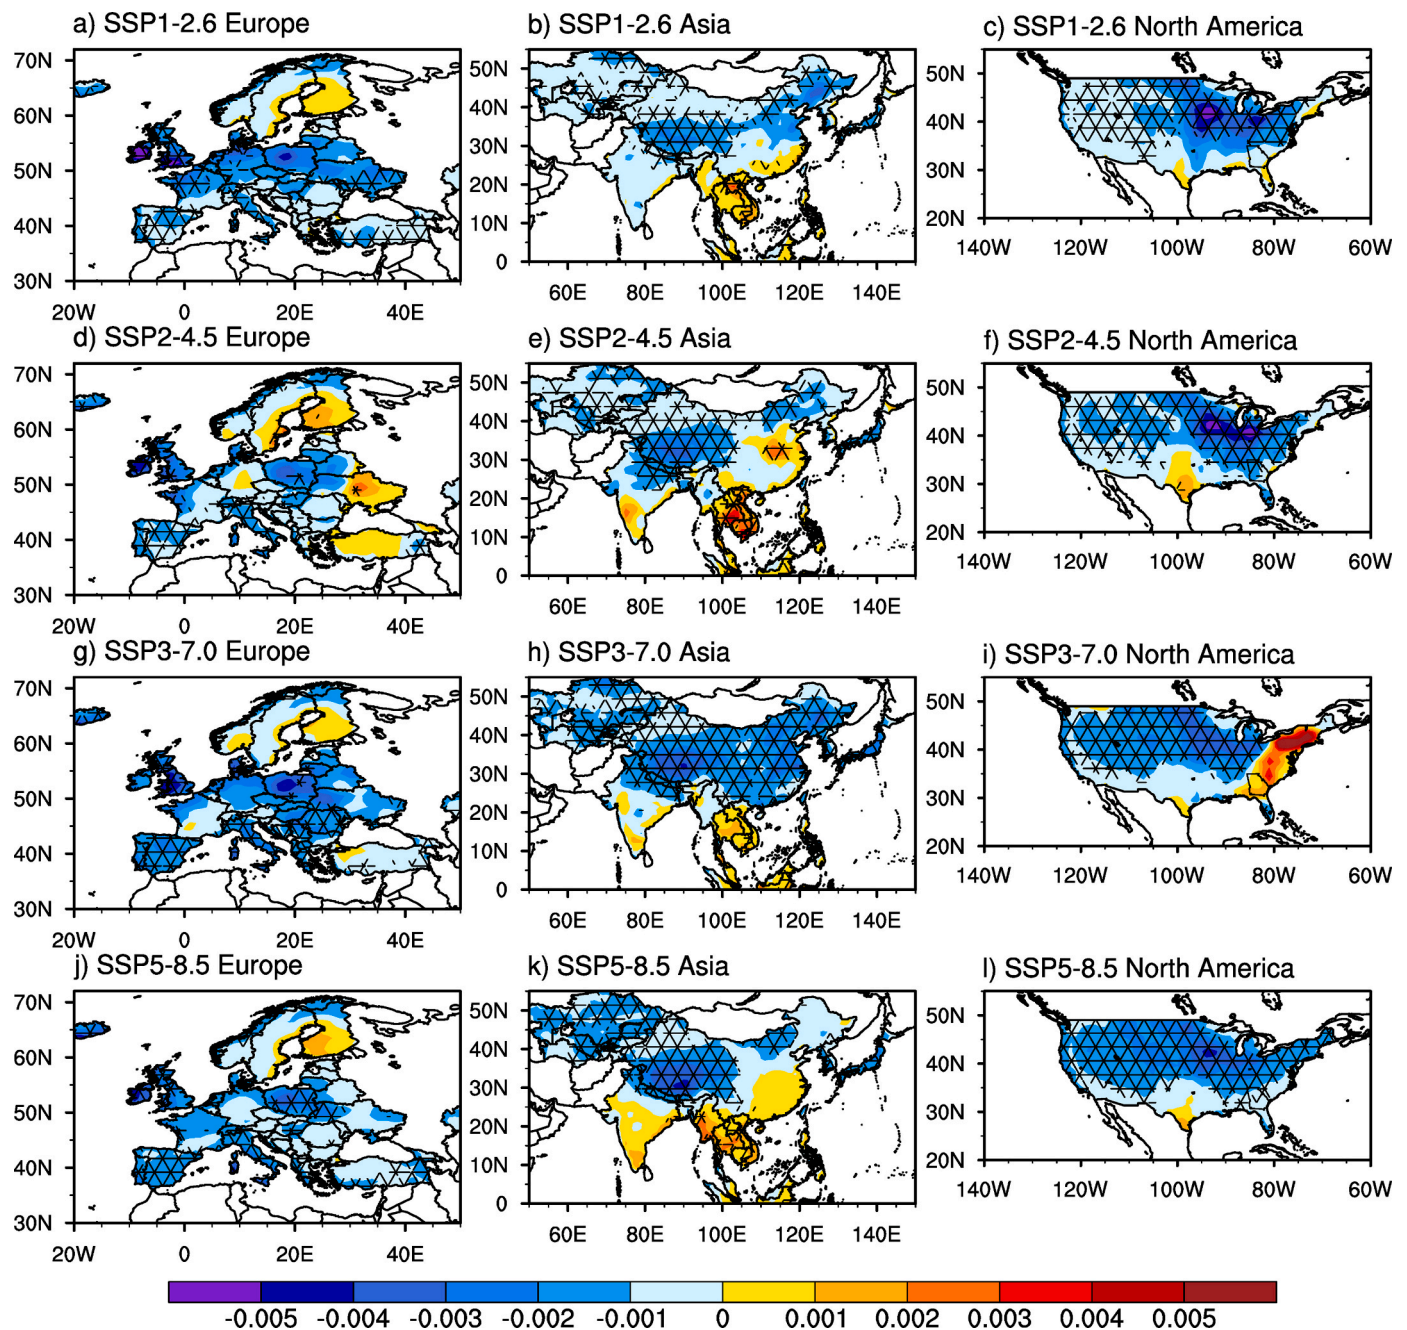 a) SSP1-2.6 Europe
b) SSP1-2.6 Asia
c) SSP1-2.6 North America
70N
60N
50N
40N
30N
20W 0 20E 40E
50N
40N
30N
20N
10N
0
60E 80E 100E 120E 140E
50N
40N
30N
20N
140W 120W 100W 80W 60W
d) SSP2-4.5 Europe
e) SSP2-4.5 Asia
f) SSP2-4.5 North America
70N
60N
50N
40N
30N
20W 0 20E 40E
50N
40N
30N
20N
10N
0
60E 80E 100E 120E 140E
50N
40N
30N
20N
140W 120W 100W 80W 60W
g) SSP3-7.0 Europe
h) SSP3-7.0 Asia
i) SSP3-7.0 North America
70N
60N
50N
40N
30N
20W 0 20E 40E
50N
40N
30N
20N
10N
0
60E 80E 100E 120E 140E
50N
40N
30N
20N
140W 120W 100W 80W 60W
j) SSP5-8.5 Europe
k) SSP5-8.5 Asia
l) SSP5-8.5 North America
70N
60N
50N
40N
30N
20W 0 20E 40E
50N
40N
30N
20N
10N
0
60E 80E 100E 120E 140E
50N
40N
30N
20N
140W 120W 100W 80W 60W
-0.005 -0.004 -0.003 -0.002 -0.001 0 0.001 0.002 0.003 0.004 0.005